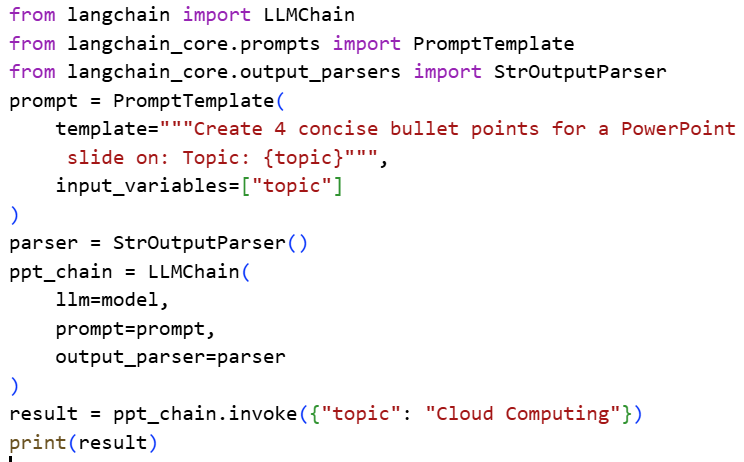 from langchain import LLMChain
from langchain_core.prompts import PromptTemplate
from langchain_core.output_parsers import StrOutputParser
prompt = PromptTemplate(
    template="""Create 4 concise bullet points for a PowerPoint
     slide on: Topic: {topic}""",
    input_variables=["topic"]
)
parser = StrOutputParser()
ppt_chain = LLMChain(
    llm=model,
    prompt=prompt,
    output_parser=parser
)
result = ppt_chain.invoke({"topic": "Cloud Computing"})
print(result)